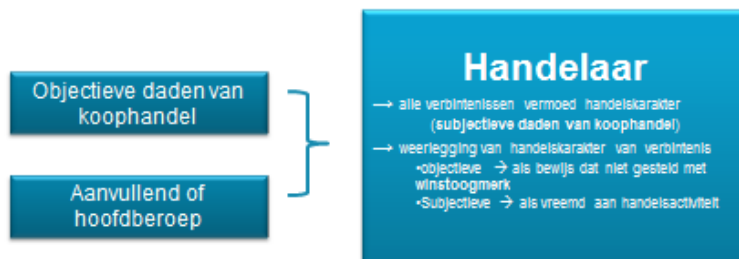 Objectieve daden van
koophandel
Aanvullend of
hoofdberoep
Handelaar
→ alle verbintenissen vermoed handelskarakter
(subjectieve daden van koophandel)
→ weerlegging van handelskarakter van verbintenis
•objectieve → als bewijs dat niet gesteld met
winstoogmerk
•Subjectieve → als vreemd aan handelsactiviteit